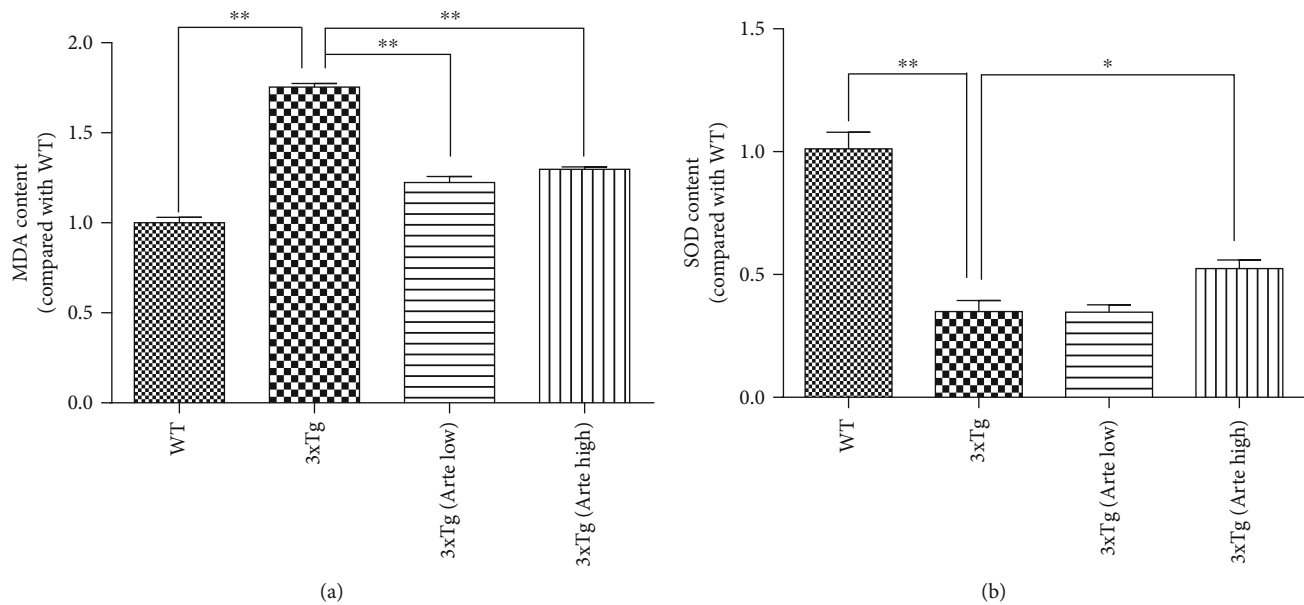 MDA content
(compared with WT)
2.0
1.5
1.0
0.5
0.0
**
**
**
WT
3xTg
3xTg (Arte low)
3xTg (Arte high)
(a)
SOD content
(compared with WT)
1.5
1.0
0.5
0.0
**
*
WT
3xTg
3xTg (Arte low)
3xTg (Arte high)
(b)